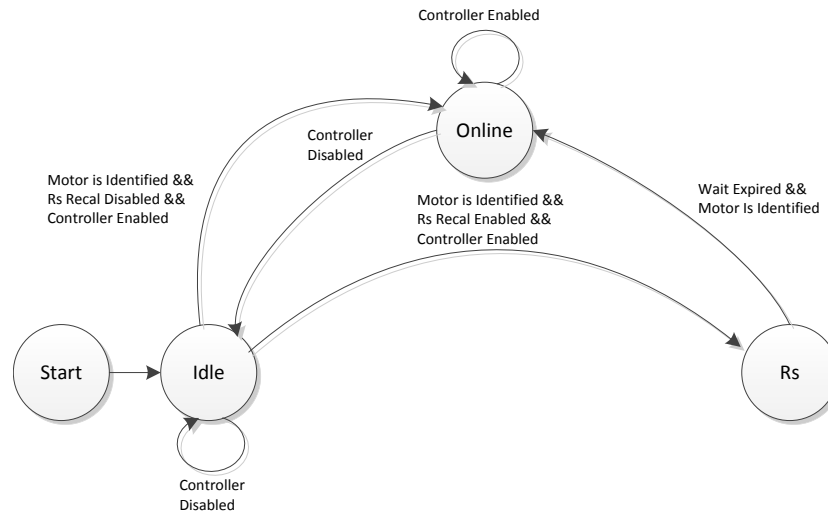 Controller Enabled
Online
Controller
Disabled
Motor is Identified &&
Rs Recal Disabled &&
Controller Enabled
Motor is Identified &&
Rs Recal Enabled &&
Controller Enabled
Wait Expired &&
Motor Is Identified
Start
Idle
Rs
Controller
Disabled